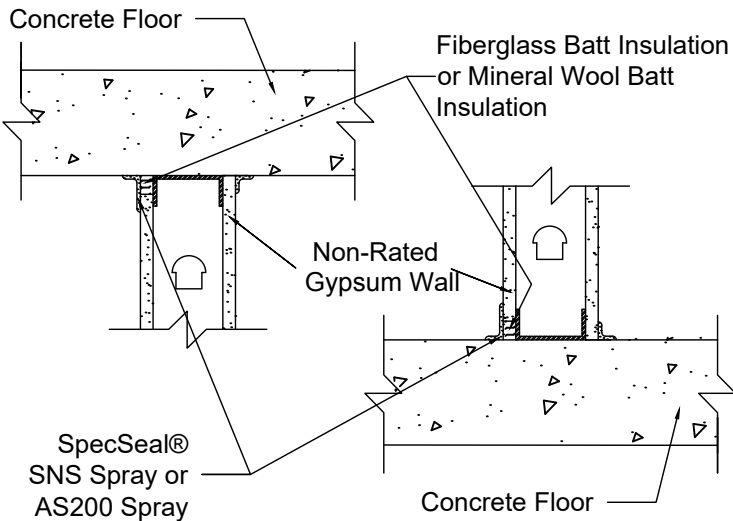 Concrete Floor
Fiberglass Batt Insulation
or Mineral Wool Batt
Insulation
Non-Rated
Gypsum Wall
SpecSeal®
SNS Spray or
AS200 Spray
Concrete Floor